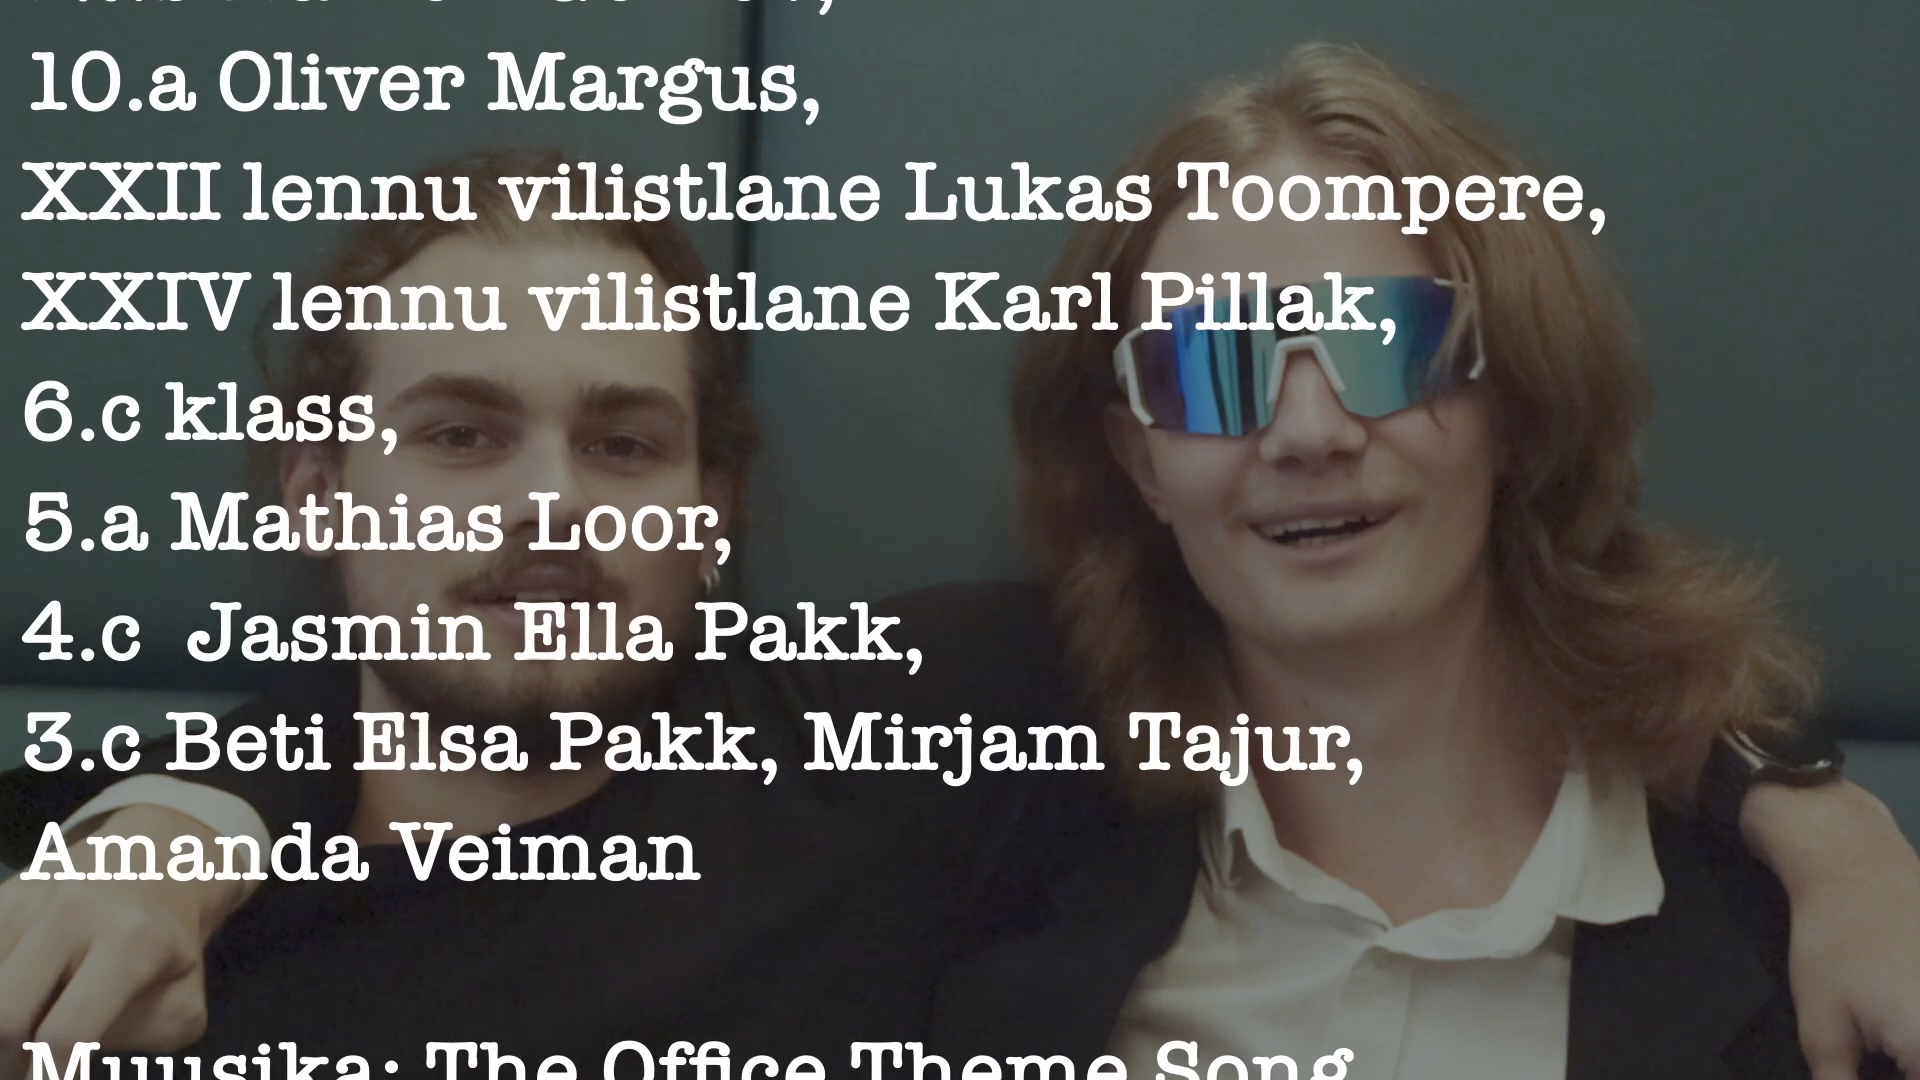 10.a Oliver Margus,
XXII lennu vilistlane Lukas Toompere,
XXIV lennu vilistlane Karl Pillak,
6.c klass,
5.a Mathias Loor,
4.c  Jasmin Ella Pakk,
3.c Beti Elsa Pakk, Mirjam Tajur,
Amanda Veiman
Muusika: The Office Theme Song